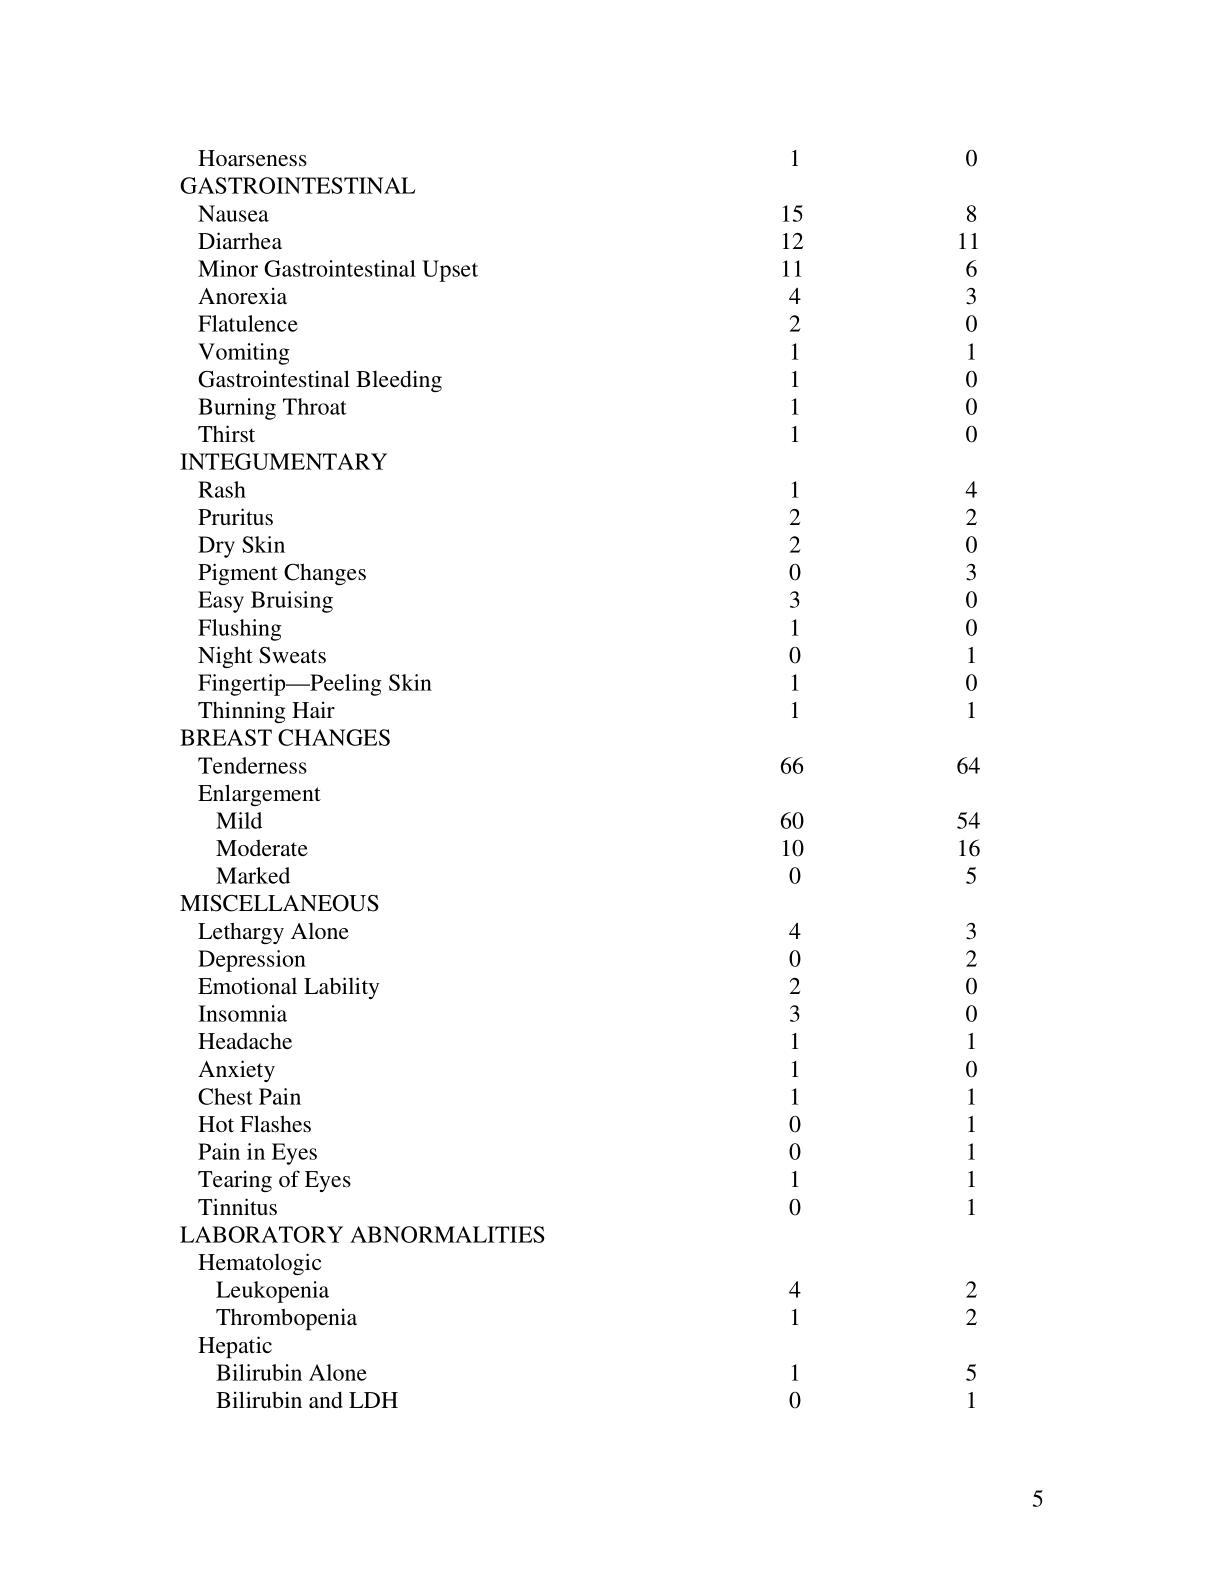 Hoarseness 1 0
GASTROINTESTINAL
Nausea 15 8
Diarrhea 12 11
Minor Gastrointestinal Upset 11 6
Anorexia 4 3
Flatulence 2 0
Vomiting 1 1
Gastrointestinal Bleeding 1 0
Burning Throat 1 0
Thirst 1 0
INTEGUMENTARY
Rash 1 4
Pruritus 2 2
Dry Skin 2 0
Pigment Changes 0 3
Easy Bruising 3 0
Flushing 1 0
Night Sweats 0 1
Fingertip—Peeling Skin 1 0
Thinning Hair 1 1
BREAST CHANGES
Tenderness 66 64
Enlargement
Mild 60 54
Moderate 10 16
Marked 0 5
MISCELLANEOUS
Lethargy Alone 4 3
Depression 0 2
Emotional Lability 2 0
Insomnia 3 0
Headache 1 1
Anxiety 1 0
Chest Pain 1 1
Hot Flashes 0 1
Pain in Eyes 0 1
Tearing of Eyes 1 1
Tinnitus 0 1
LABORATORY ABNORMALITIES
Hematologic
Leukopenia 4 2
Thrombopenia 1 2
Hepatic
Bilirubin Alone 1 5
Bilirubin and LDH 0 1
5